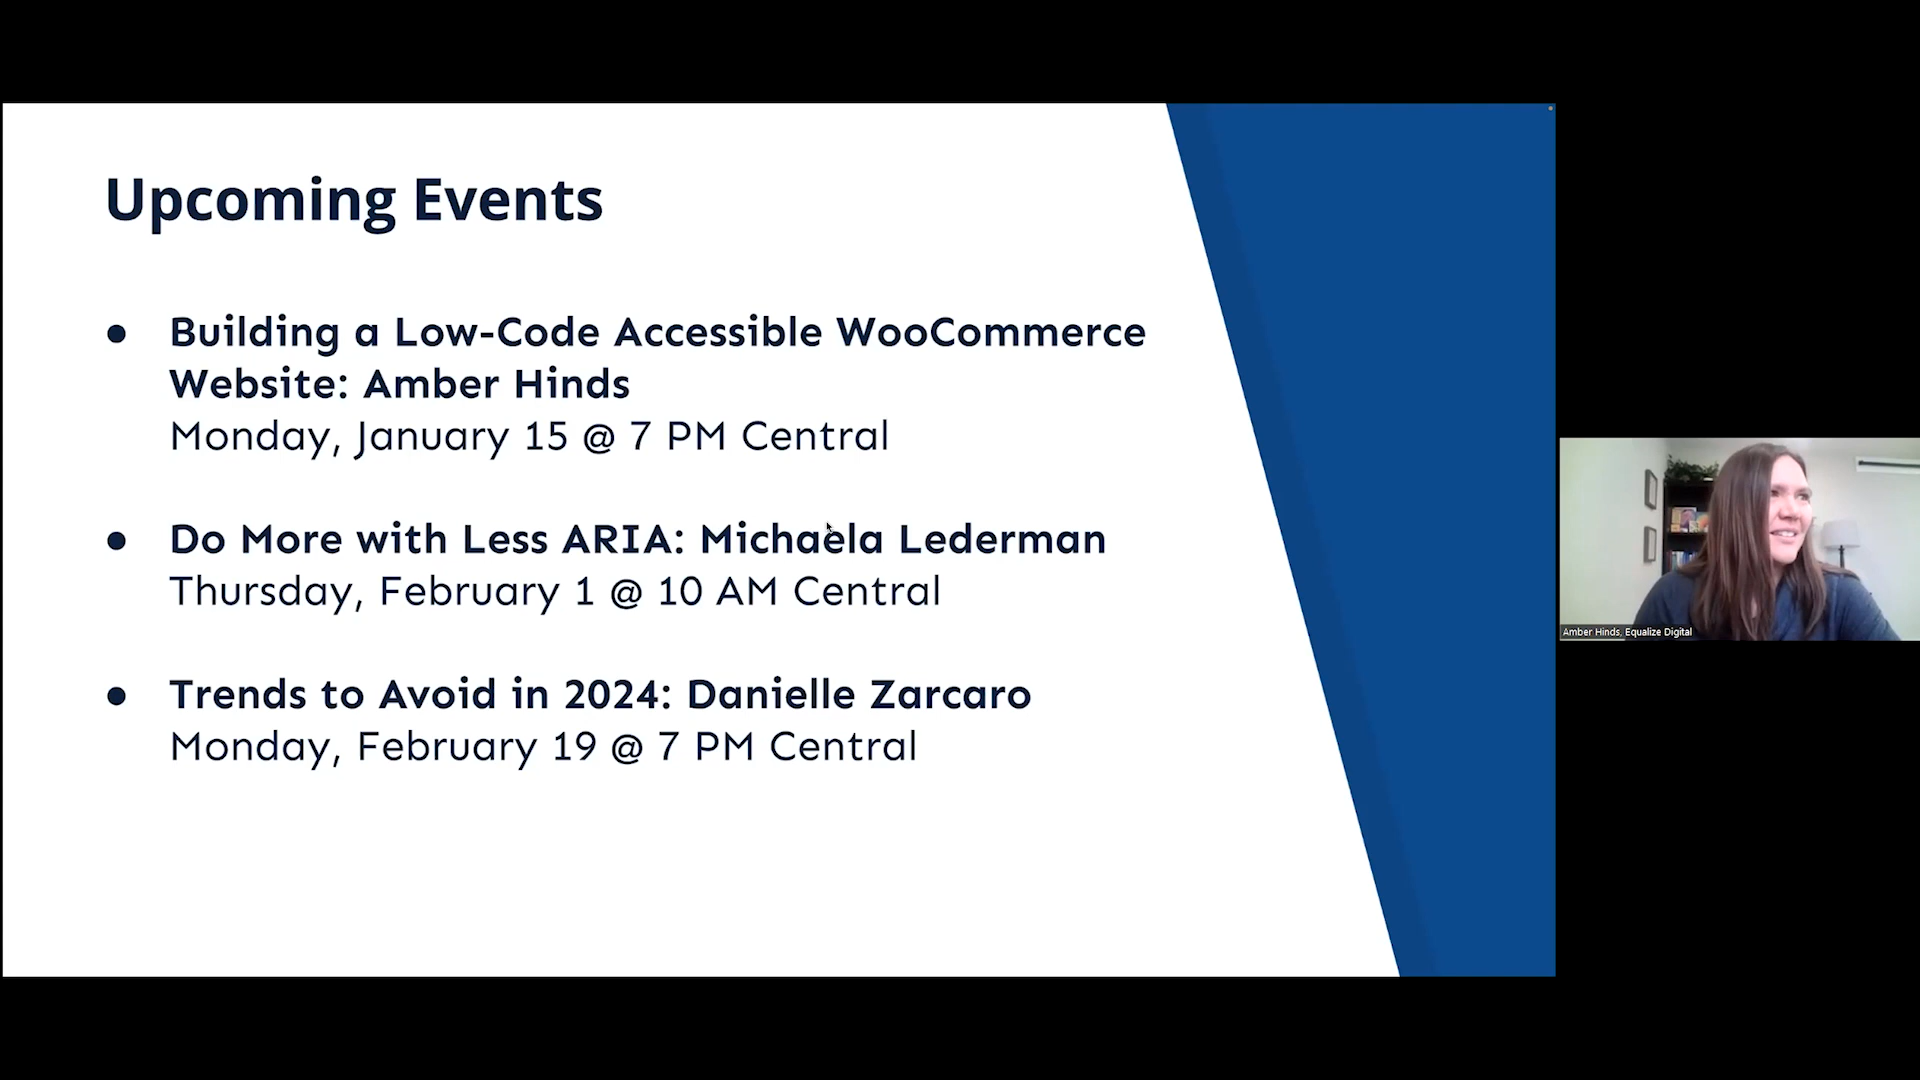 Upcoming Events
● Building a Low-Code Accessible WooCommerce
Website: Amber Hinds
Monday, January 15 @ 7 PM Central
● Do More with Less ARIA: Michaela Lederman
Thursday, February 1 @ 10 AM Central
● Trends to Avoid in 2024: Danielle Zarcaro
Monday, February 19 @ 7 PM Central
Amber Hinds, Equalize Digital